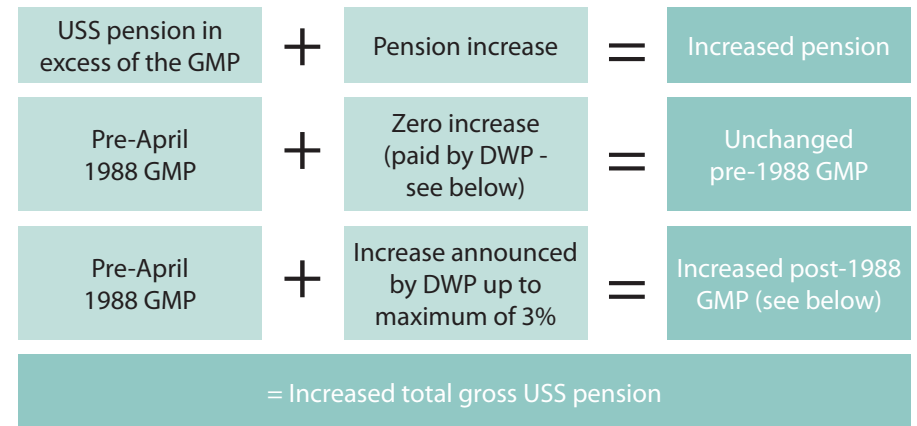 USS pension in
excess of the GMP
+
Pension increase
=
Increased pension
Pre-April
1988 GMP
+
Zero increase
(paid by DWP -
see below)
=
Unchanged
pre-1988 GMP
Pre-April
1988 GMP
+
Increase announced
by DWP up to
maximum of 3%
=
Increased post-1988
GMP (see below)
= Increased total gross USS pension